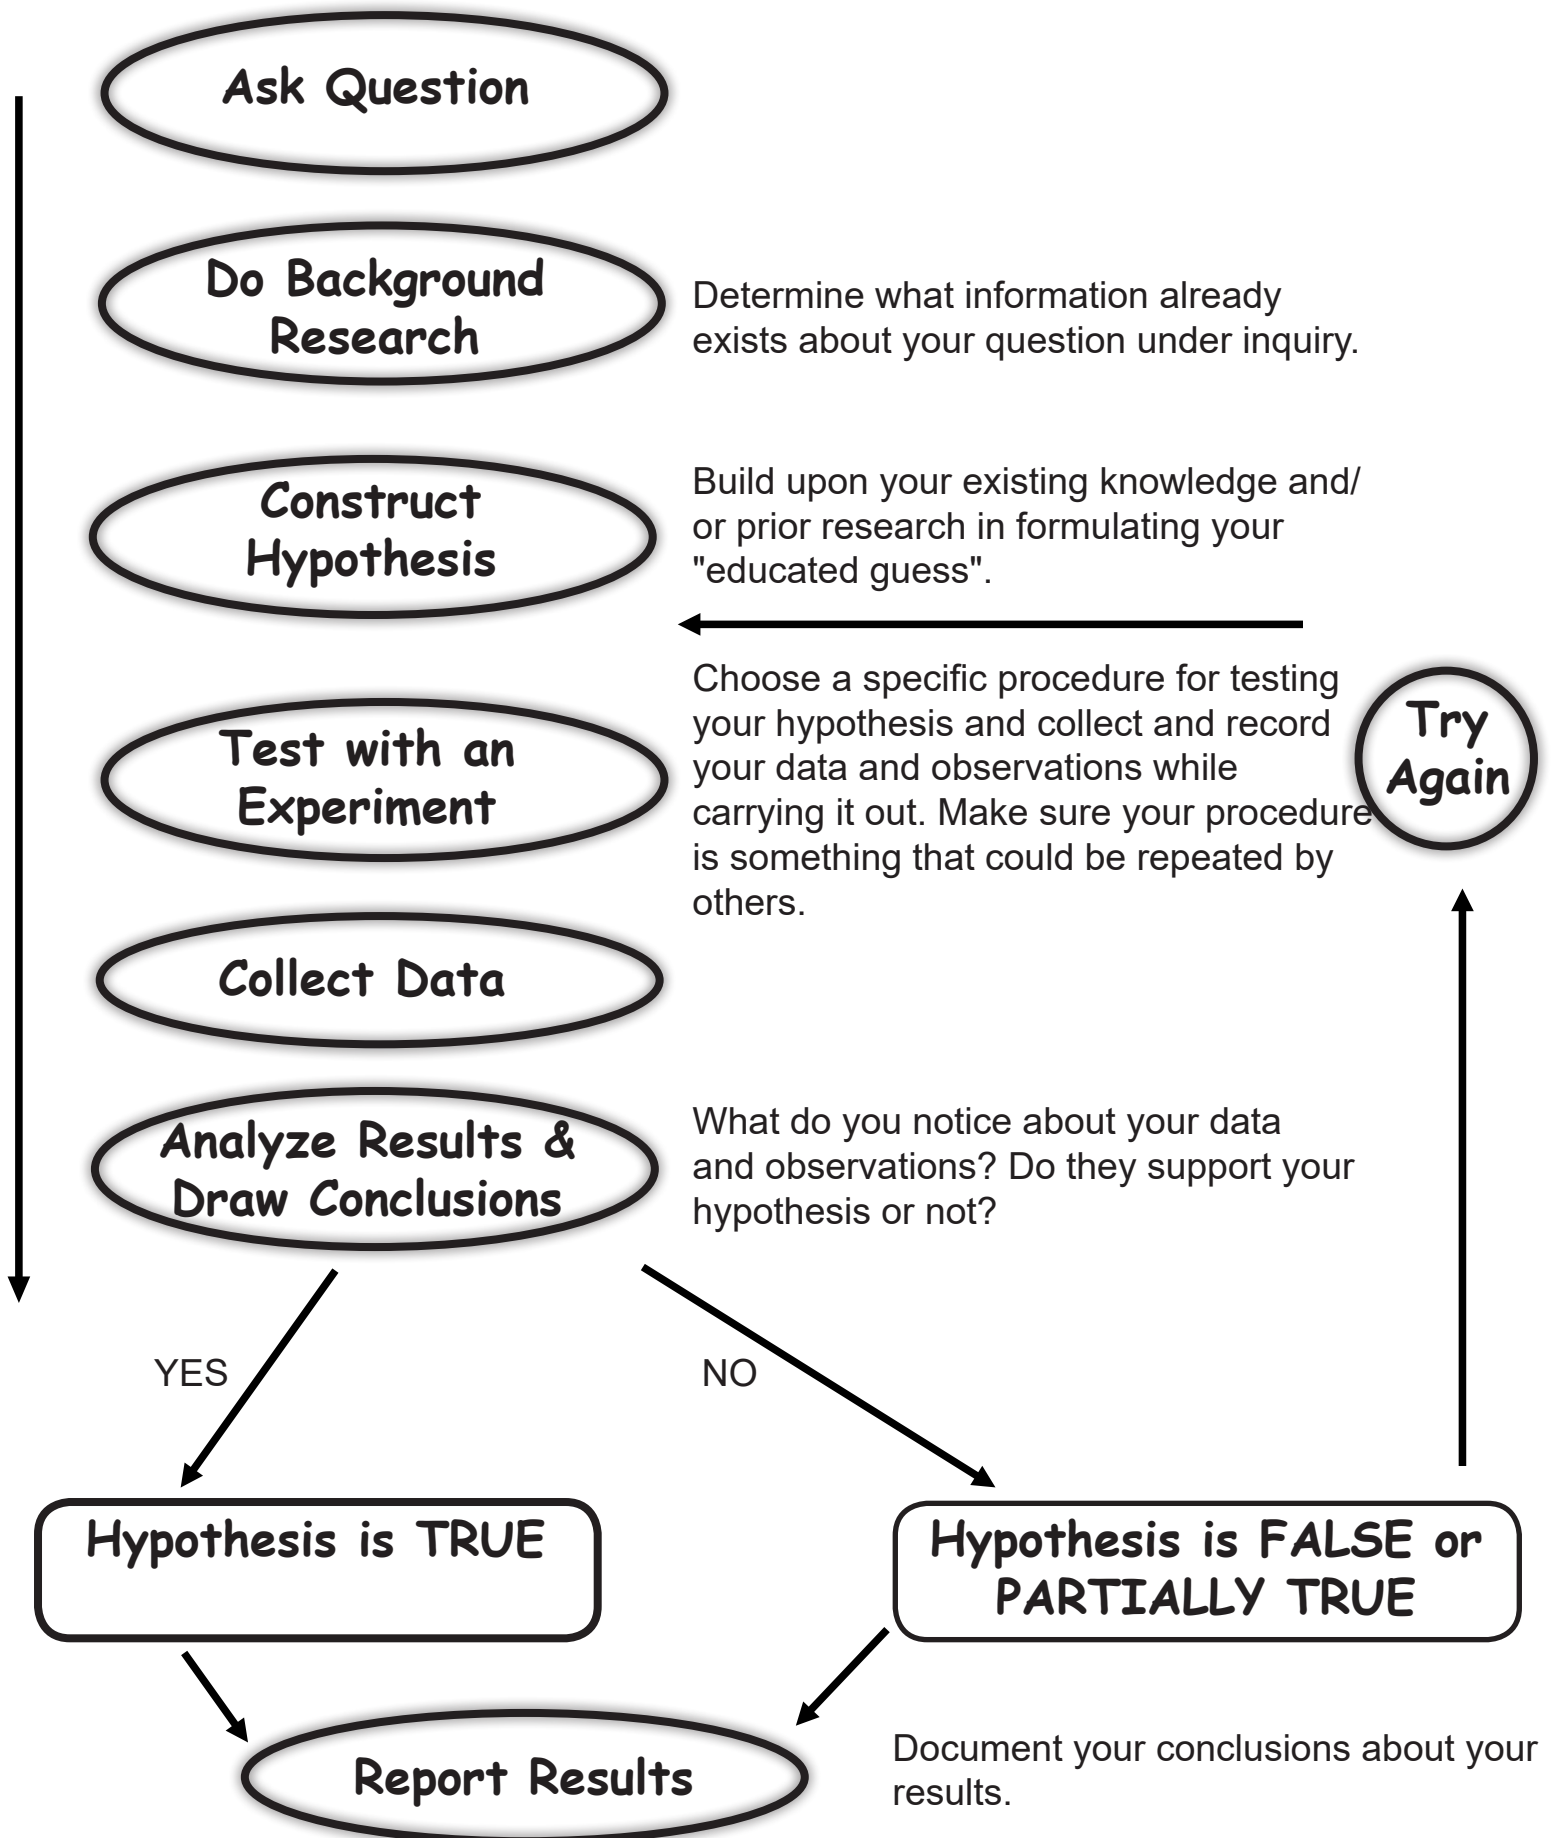 Ask Question
Do Background
Research
Determine what information already
exists about your question under inquiry.
Construct
Hypothesis
Build upon your existing knowledge and/
or prior research in formulating your
"educated guess".
Test with an
Experiment
Choose a specific procedure for testing
your hypothesis and collect and record
your data and observations while
carrying it out. Make sure your procedure
is something that could be repeated by
others.
Try
Again
Collect Data
Analyze Results &
Draw Conclusions
What do you notice about your data
and observations? Do they support your
hypothesis or not?
YES
NO
Hypothesis is TRUE
Hypothesis is FALSE or
PARTIALLY TRUE
Report Results
Document your conclusions about your
results.